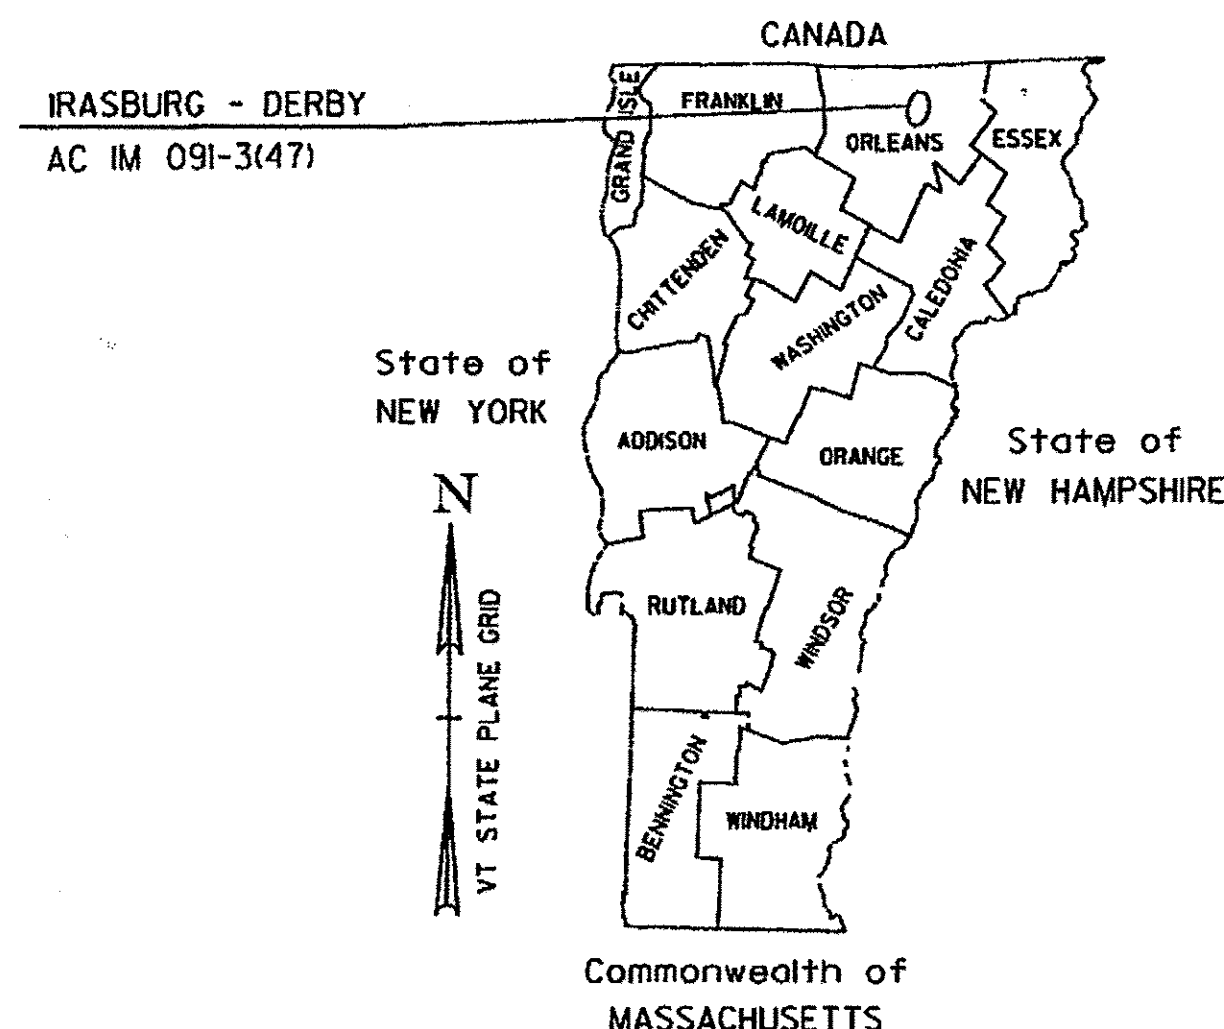 CANADA
IRASBURG - DERBY
AC IM 091-3(47)
GRAND ISLE
FRANKLIN
ORLEANS
ESSEX
LAMOILLE
CHITTENDEN
CALEDONIA
WASHINGTON
State of
NEW YORK
ADDISON
ORANGE
State of
NEW HAMPSHIRE
N
VT STATE PLANE GRID
RUTLAND
WINDSOR
BENNINGTON
WINDHAM
Commonwealth of
MASSACHUSETTS